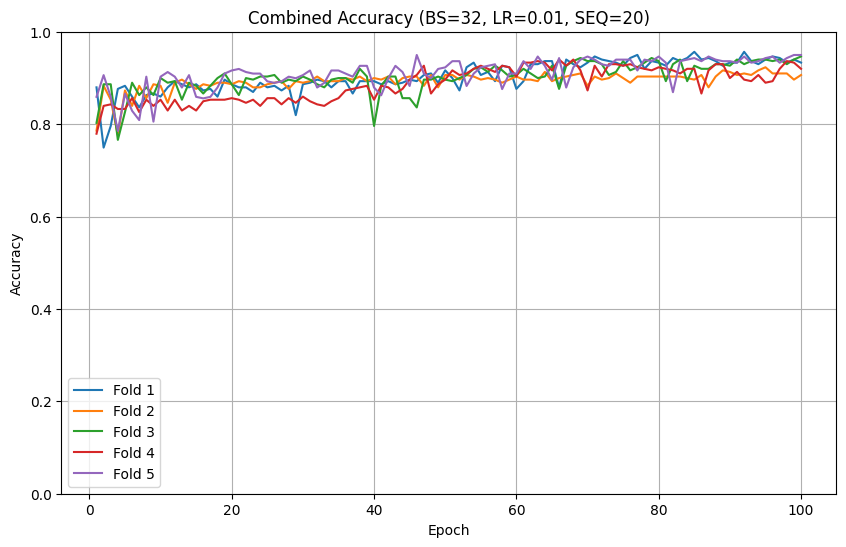 Combined Accuracy (BS=32, LR=0.01, SEQ=20)
1.0
0.8
0.6
0.4
0.2
0.0
Accuracy
Fold 1
Fold 2
Fold 3
Fold 4
Fold 5
0 20 40 60 80 100
Epoch